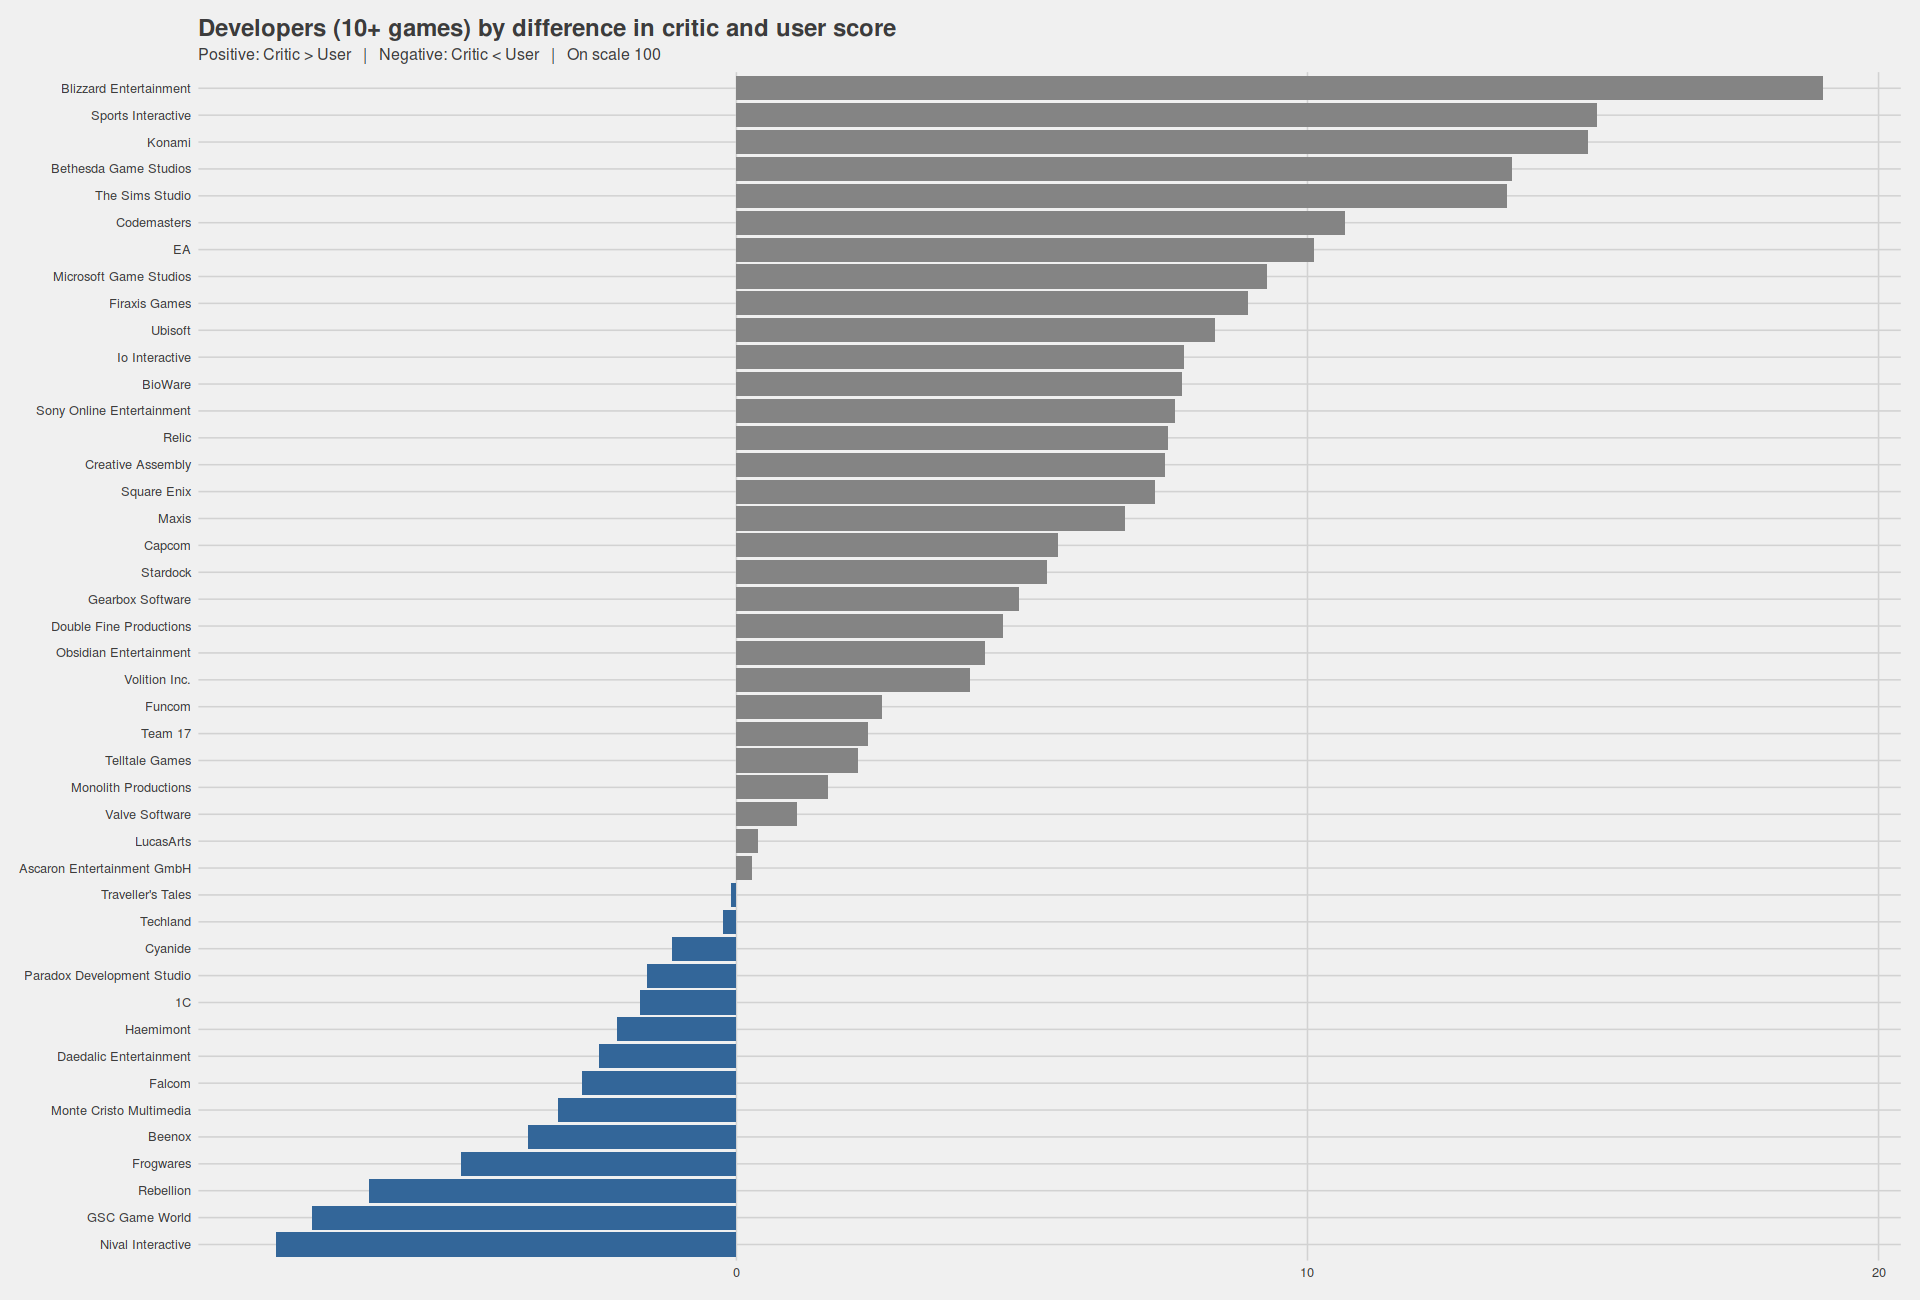 Developers (10+ games) by difference in critic and user score
Positive: Critic > User | Negative: Critic < User | On scale 100
Blizzard Entertainment
Sports Interactive
Konami
Bethesda Game Studios
The Sims Studio
Codemasters
EA
Microsoft Game Studios
Firaxis Games
Ubisoft
Io Interactive
BioWare
Sony Online Entertainment
Relic
Creative Assembly
Square Enix
Maxis
Capcom
Stardock
Gearbox Software
Double Fine Productions
Obsidian Entertainment
Volition Inc.
Funcom
Team 17
Telltale Games
Monolith Productions
Valve Software
LucasArts
Ascaron Entertainment GmbH
Traveller's Tales
Techland
Cyanide
Paradox Development Studio
1C
Haemimont
Daedalic Entertainment
Falcom
Monte Cristo Multimedia
Beenox
Frogwares
Rebellion
GSC Game World
Nival Interactive
0 10 20